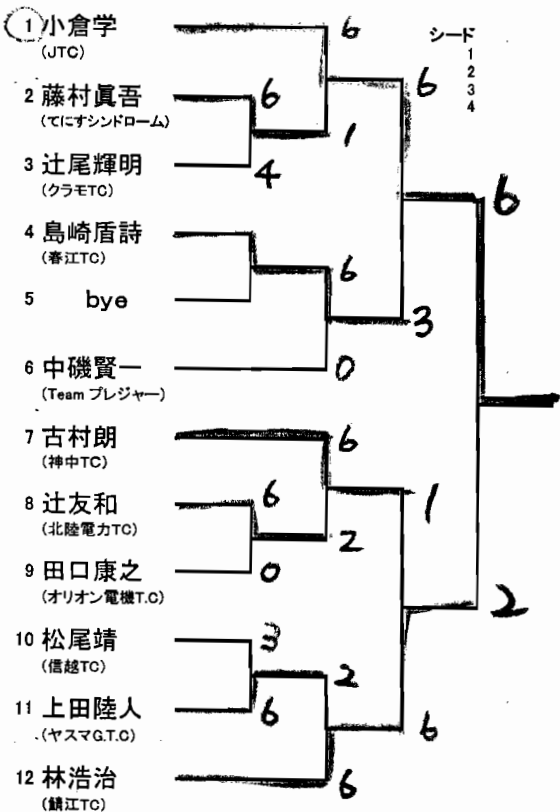 1 小倉学 6
(JTC)
シード
1
2
3
4
6
2 藤村眞吾 6
(てにすシンドローム)
1
3 辻尾輝明 4
(クラモTC)
6
4 島崎盾詩
(春江TC)
6
5 bye
3
6 中磯賢一 0
(Team プレジャー)
7 古村朗 6
(神中TC)
8 辻友和 6
(北陸電力TC)
1
2
9 田口康之 0
(オリオン電機T.C)
2
10 松尾靖 3
(信越TC)
2
11 上田陸人 6
(ヤスマG.T.C)
6
12 林浩治 6
(鯖江TC)